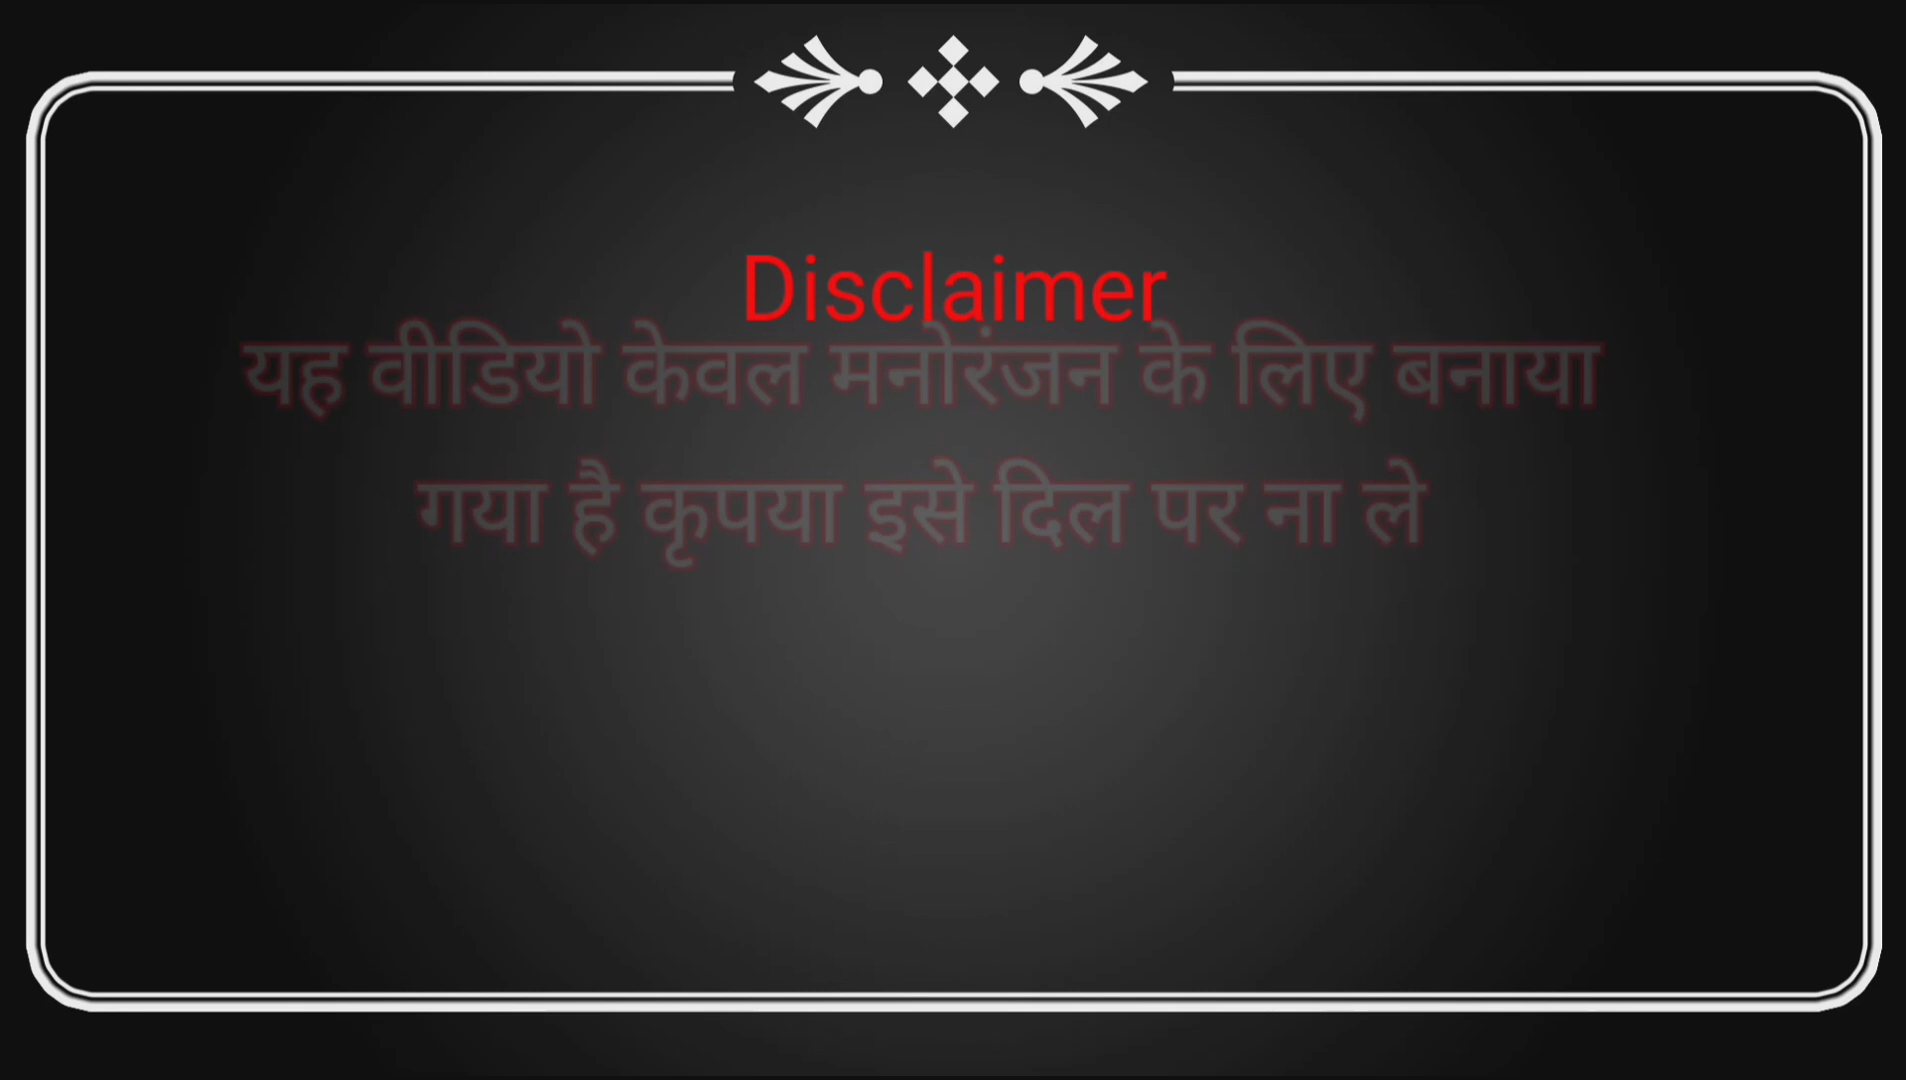 Disclaimer
यह वीडियो केवल मनोरंजन के लिए बनाया
गया है कृपया इसे दिल पर ना ले